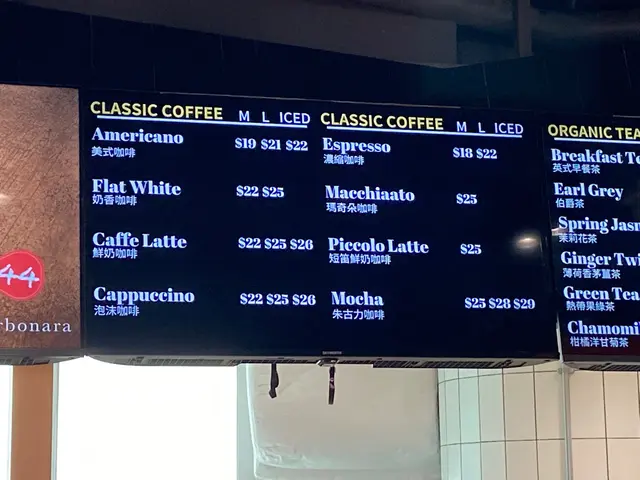 CLASSIC COFFEE M L ICED
Americano $19 $21 $22
美式咖啡
Flat White $22 $25
奶香咖啡
Caffe Latte $22 $25 $26
鮮奶咖啡
Cappuccino $22 $25 $26
泡沫咖啡
CLASSIC COFFEE M L ICED
Espresso $18 $22
濃縮咖啡
Macchiaato $25
瑪奇朵咖啡
Piccolo Latte $25
短笛鮮奶咖啡
Mocha $25 $28 $29
朱古力咖啡
ORGANIC TEA
Breakfast Te
英式早餐茶
Earl Grey
伯爵茶
Spring Jasm
茉莉花茶
Ginger Twi
薄荷香茅薑茶
Green Tea
熱帶果綠茶
Chamomil
柑橘洋甘菊茶
44
rbonara